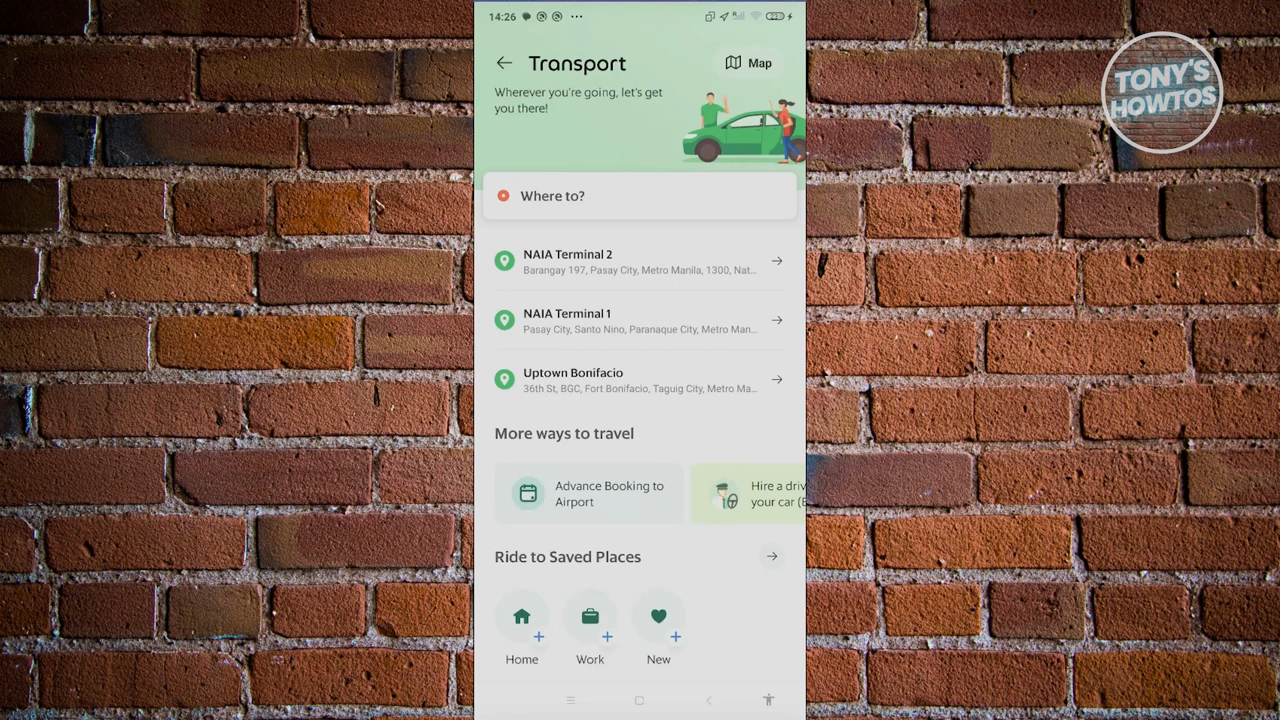 14:26
Transport
Map
Wherever you're going, let's get
you there!
Where to?
NAIA Terminal 2
Barangay 197, Pasay City, Metro Manila, 1300, Nat...
NAIA Terminal 1
Pasay City, Santo Nino, Paranaque City, Metro Man...
Uptown Bonifacio
36th St, BGC, Fort Bonifacio, Taguig City, Metro Ma...
More ways to travel
Advance Booking to
Airport
Hire a driv
your car (
Ride to Saved Places
Home
Work
New
TONY'S
HOWTOS